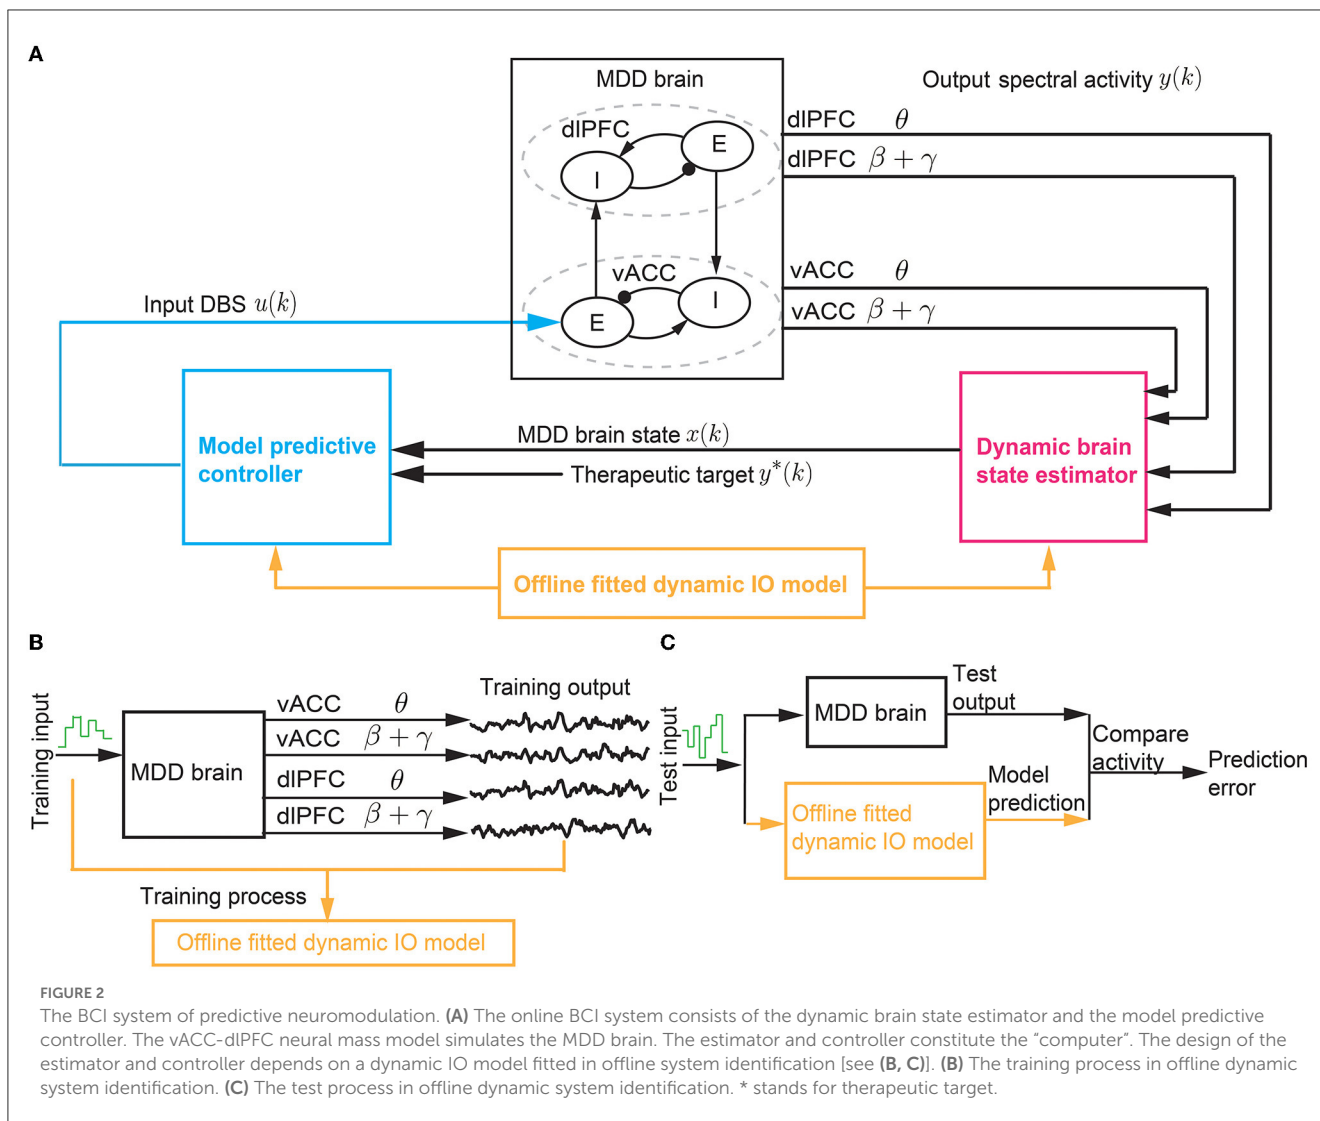 A
MDD brain
Output spectral activity y(k)
dlPFC
E
I
dlPFC θ
dlPFC β + γ
vACC
E
I
vACC θ
vACC β + γ
Input DBS u(k)
Model predictive
controller
MDD brain state x(k)
Therapeutic target y*(k)
Dynamic brain
state estimator
Offline fitted dynamic IO model
B
Training input
MDD brain
vACC θ
vACC β + γ
dlPFC θ
dlPFC β + γ
Training output
Training process
Offline fitted dynamic IO model
C
Test input
MDD brain
Test
output
Offline fitted
dynamic IO model
Model
prediction
Compare
activity
Prediction
error
FIGURE 2
The BCI system of predictive neuromodulation. (A) The online BCI system consists of the dynamic brain state estimator and the model predictive
controller. The vACC-dlPFC neural mass model simulates the MDD brain. The estimator and controller constitute the “computer”. The design of the
estimator and controller depends on a dynamic IO model fitted in offline system identification [see (B, C)]. (B) The training process in offline dynamic
system identification. (C) The test process in offline dynamic system identification. * stands for therapeutic target.